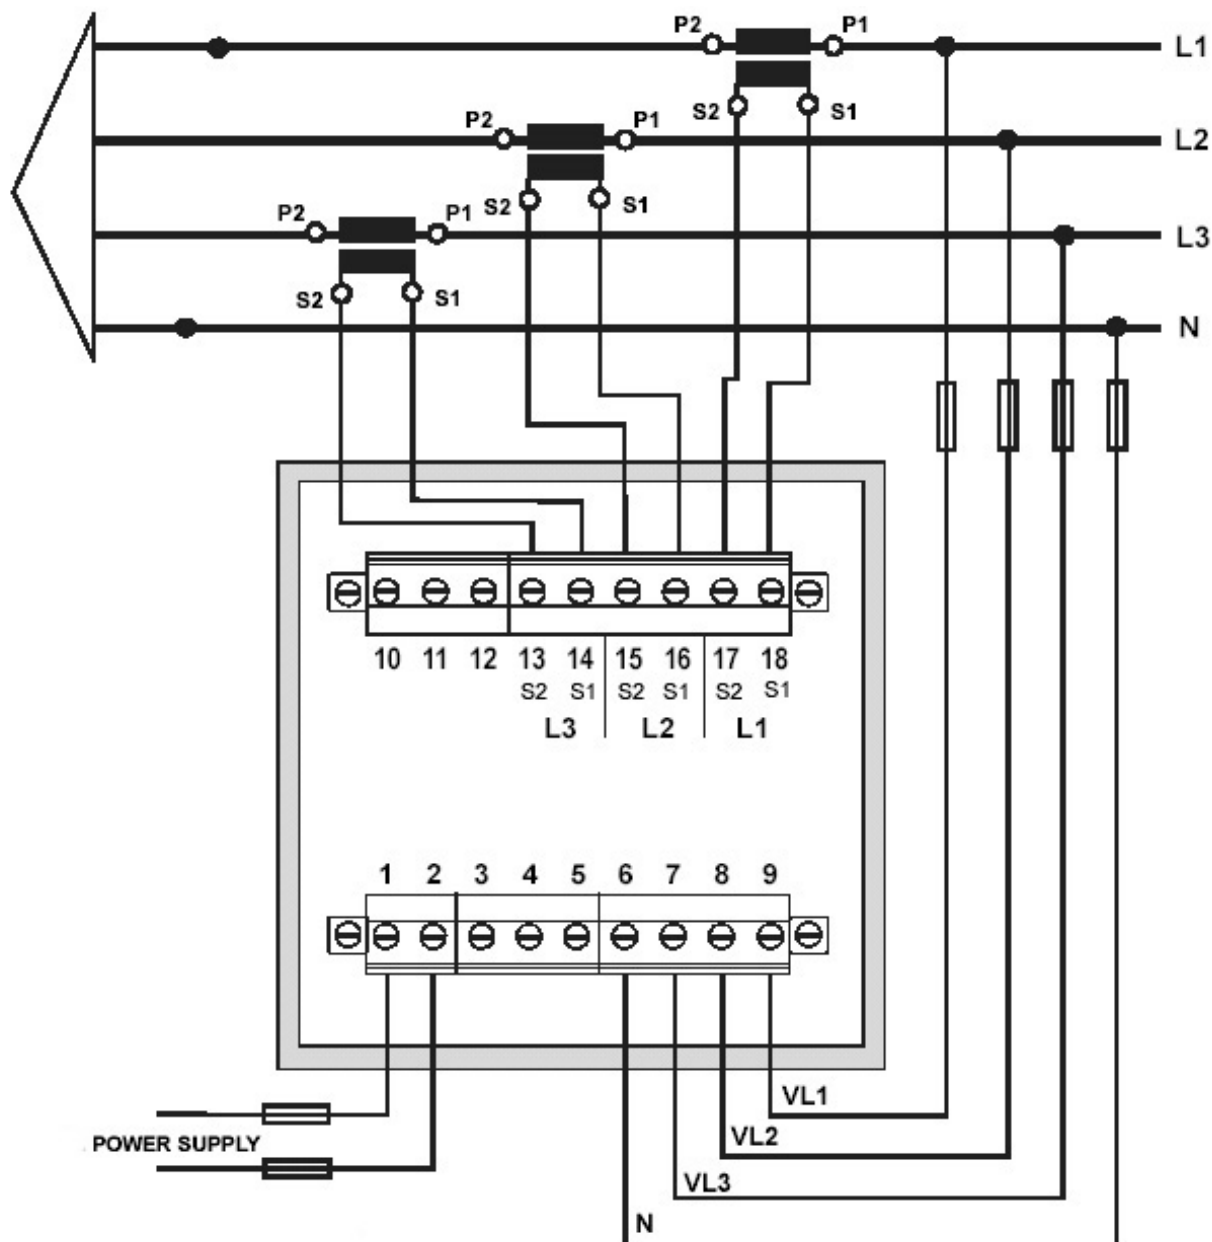 P2 P1 L1
S2 S1
P2 P1 L2
S2 S1
P2 P1 L3
S2 S1
N
10 11 12 13 14 15 16 17 18
S2 S1 S2 S1 S2 S1
L3 L2 L1
1 2 3 4 5 6 7 8 9
VL1
POWER SUPPLY VL2
VL3
N